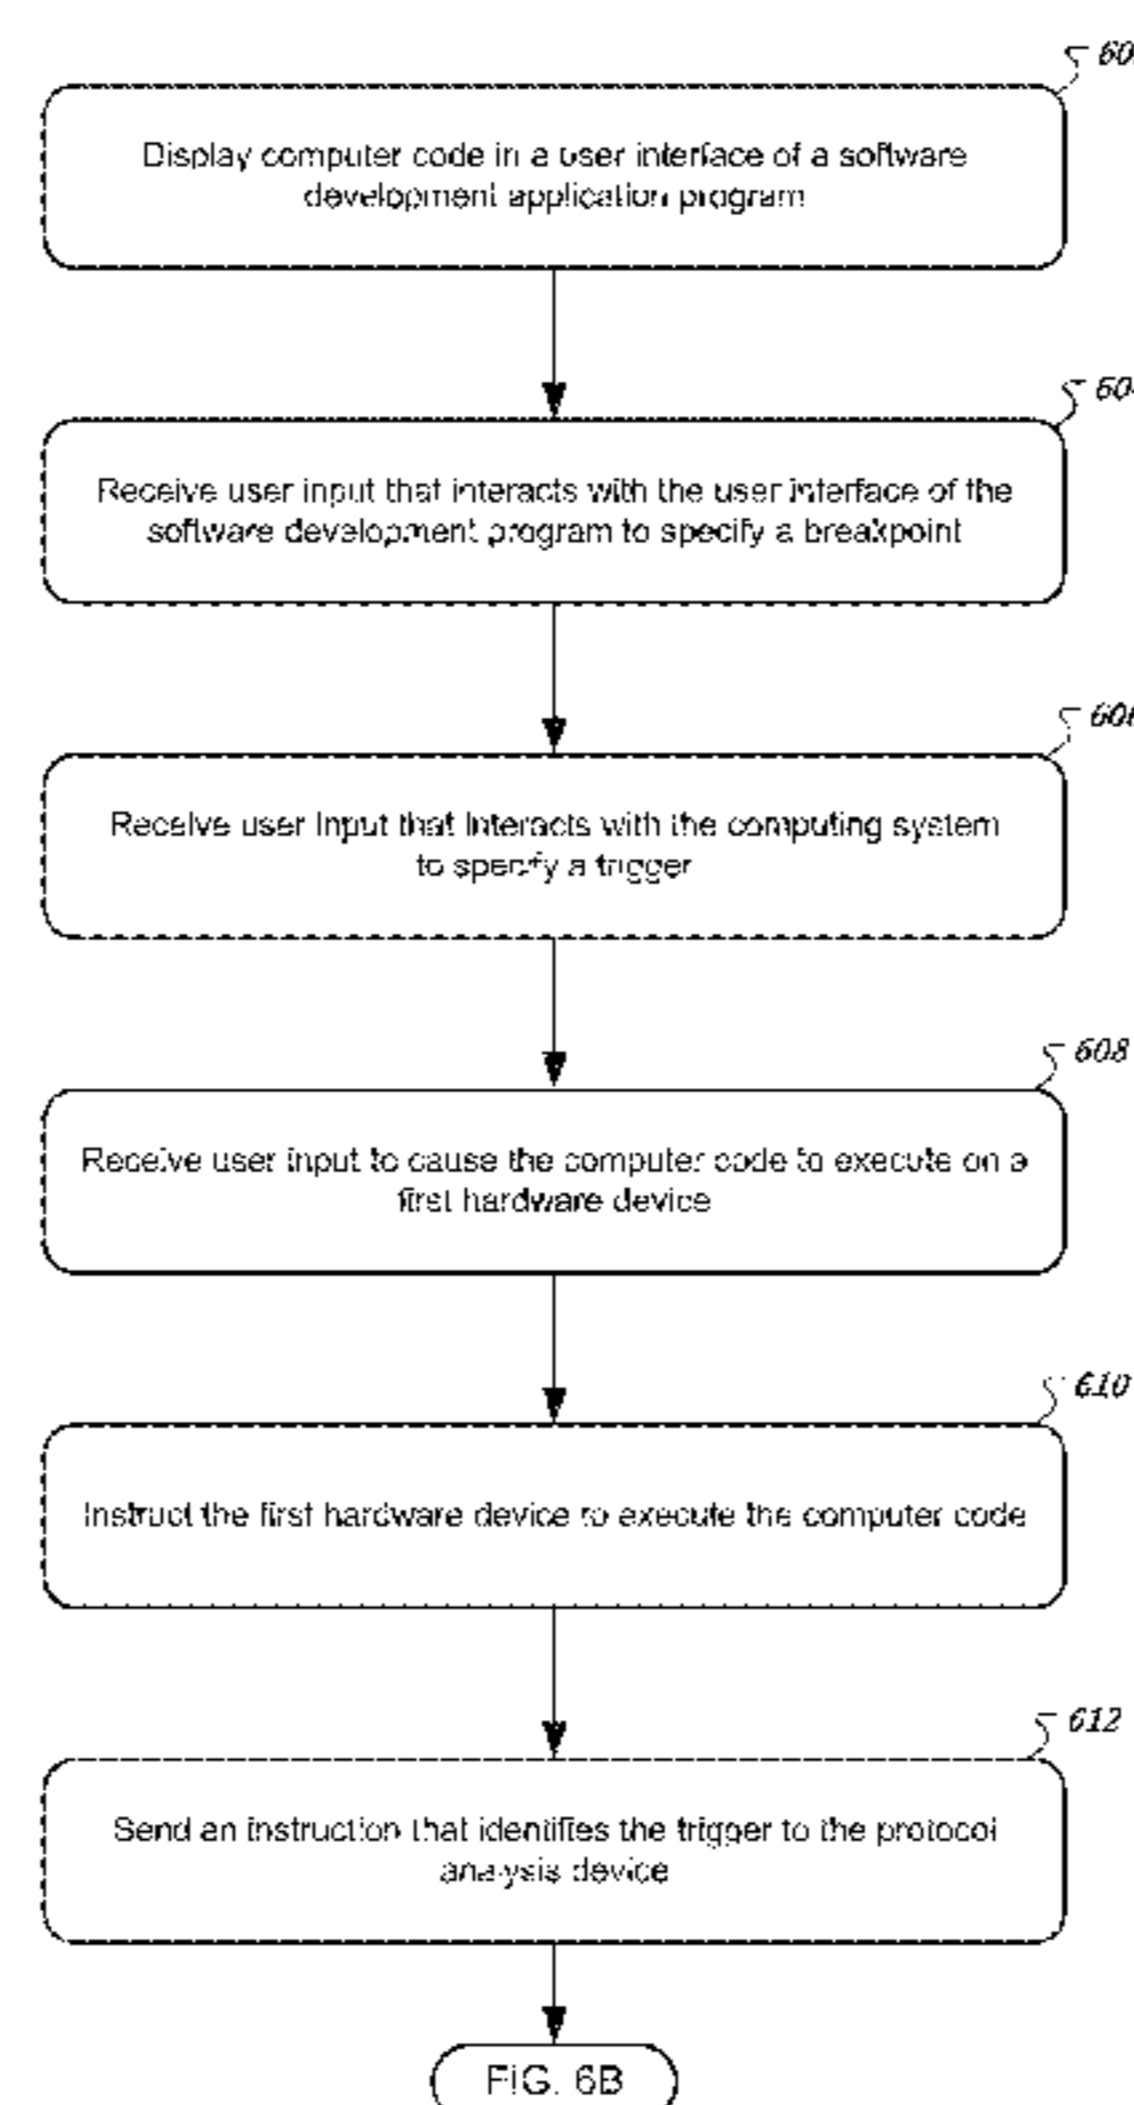 Display computer code in a user interface of a software
development application program
60
Receive user input that interacts with the user interface of the
software development program to specify a breakpoint
606
Receive user input that interacts with the computing system
to specify a trigger
608
Receive user input to cause the computer code to execute on a
first hardware device
610
Instruct the first hardware device to execute the computer code
612
Send an instruction that identifies the trigger to the protocol
analysis device
FIG. 6B